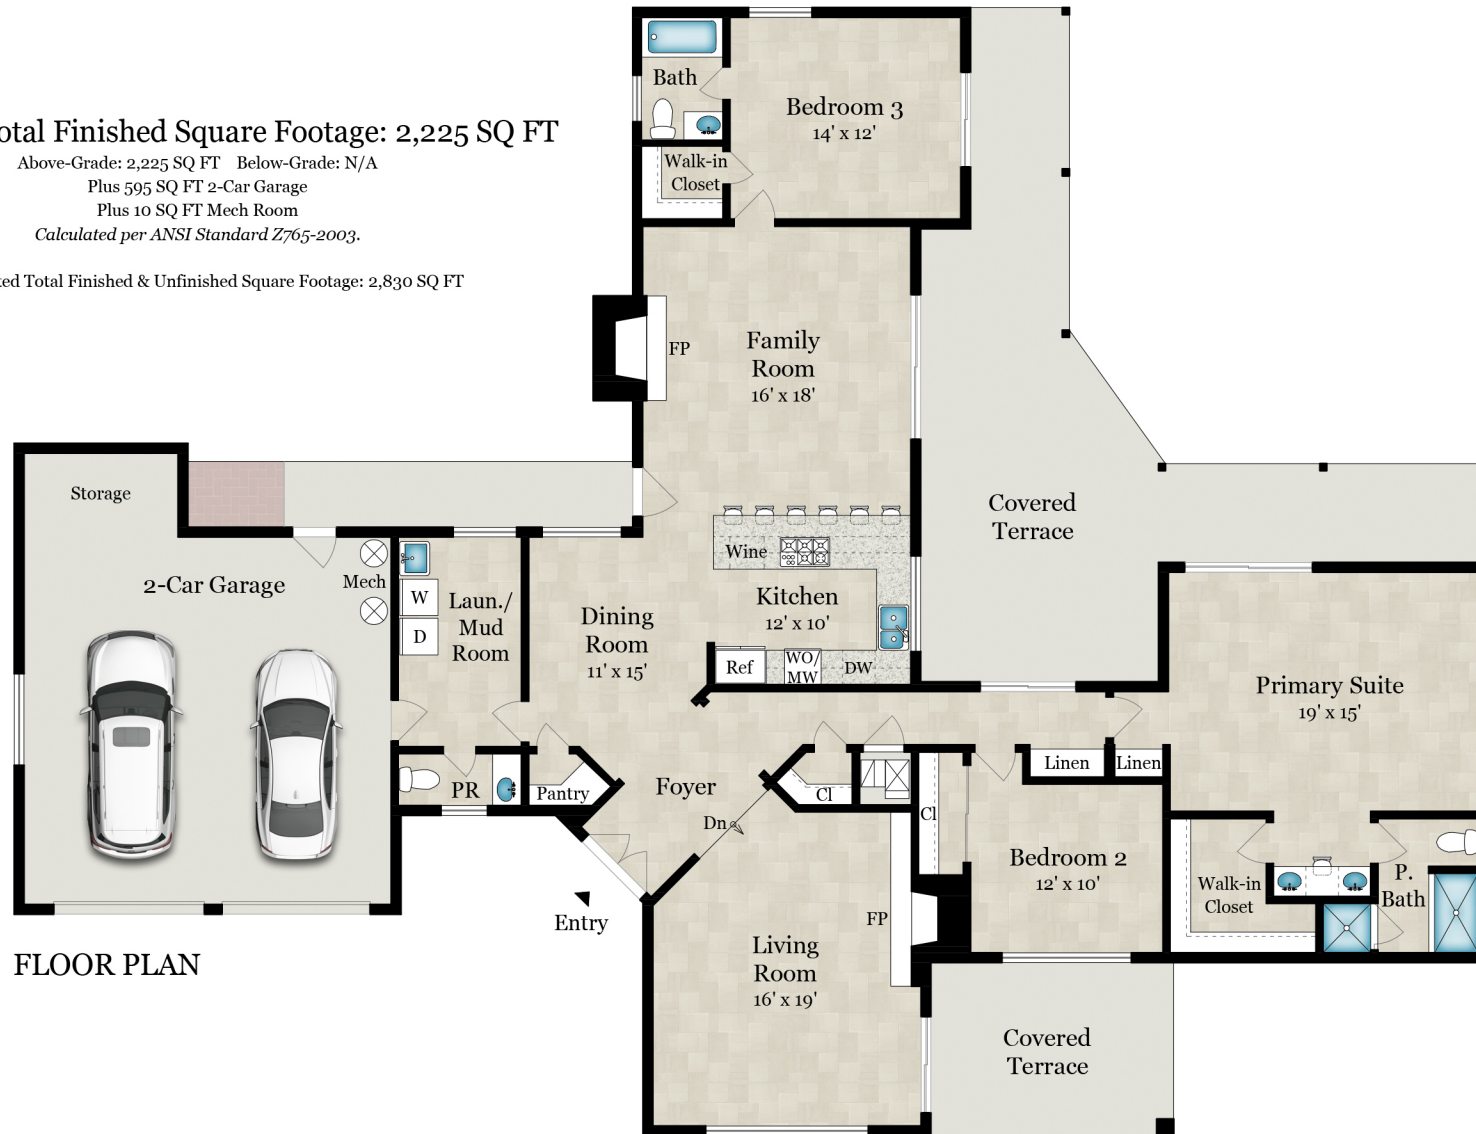 Total Finished Square Footage: 2,225 SQ FT
Above-Grade: 2,225 SQ FT Below-Grade: N/A
Plus 595 SQ FT 2-Car Garage
Plus 10 SQ FT Mech Room
Calculated per ANSI Standard Z765-2003.
Total Finished & Unfinished Square Footage: 2,830 SQ FT
Bath
Bedroom 3
14' x 12'
Walk-in
Closet
FP
Family
Room
16' x 18'
Storage
Covered
Terrace
2-Car Garage
Mech
W
D
Laun./
Mud
Room
Dining
Room
11' x 15'
Wine
Kitchen
12' x 10'
Ref
WO/
MW
DW
Primary Suite
19' x 15'
PR
Pantry
Foyer
Dn
Cl
Linen
Linen
Cl
Bedroom 2
12' x 10'
Walk-in
Closet
P.
Bath
Entry
FP
Living
Room
16' x 19'
Covered
Terrace
FLOOR PLAN